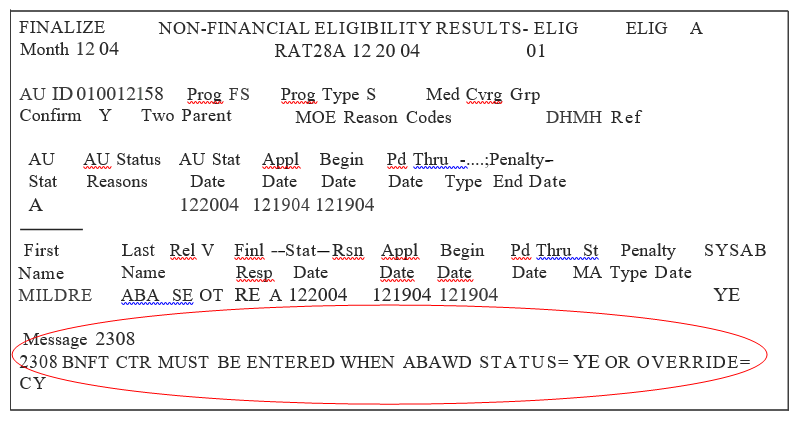 FINALIZE NON-FINANCIAL ELIGIBILITY RESULTS- ELIG ELIG A
Month 12 04 RAT28A 12 20 04 01
AU ID 010012158 Prog FS Prog Type S Med Cvrg Grp
Confirm Y Two Parent MOE Reason Codes DHMH Ref
AU AU Status AU Stat Appl Begin Pd Thru -....;Penalty--
Stat Reasons Date Date Date Date Type End Date
A 122004 121904 121904
First Last Rel V Finl --Stat--Rsn Appl Begin Pd Thru St Penalty SYSAB
Name Name Resp Date Date Date Date MA Type Date
MILDRE ABA SE OT RE A 122004 121904 121904 YE
Message 2308
2308 BNFT CTR MUST BE ENTERED WHEN ABAWD STATUS= YE OR OVERRIDE=
CY